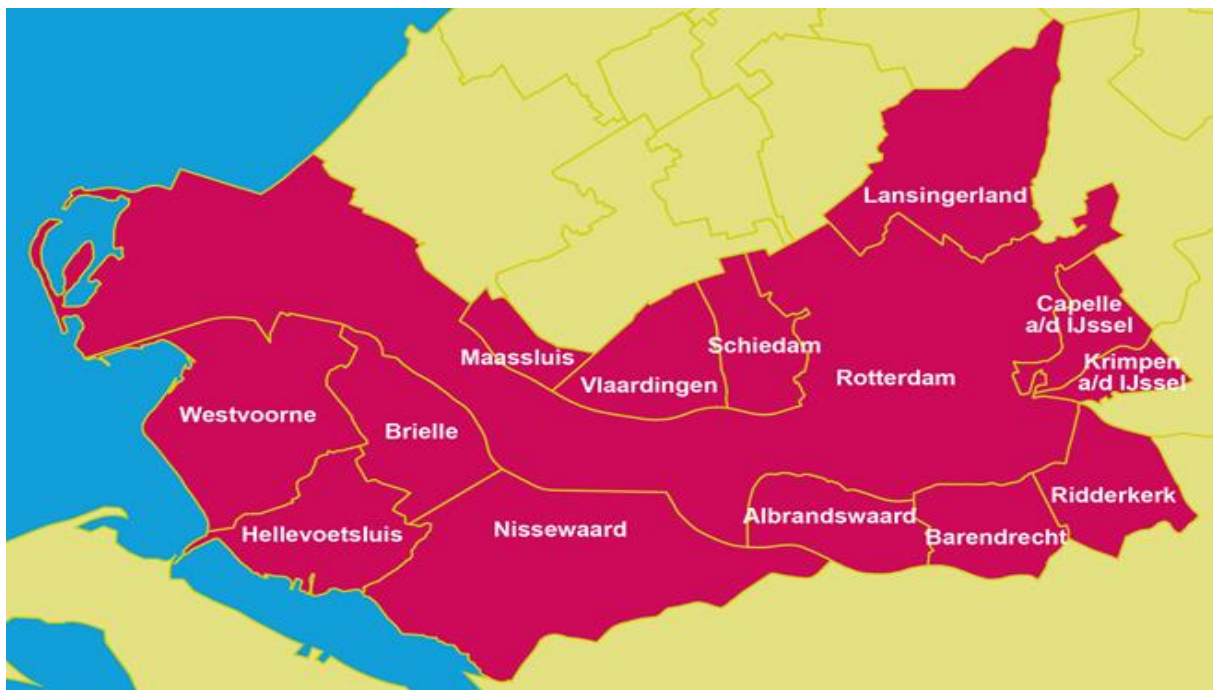 Lansingerland
Capelle
a/d IJssel
Maassluis
Schiedam
Vlaardingen
Rotterdam
Krimpen
a/d IJssel
Westvoorne
Brielle
Ridderkerk
Hellevoetsluis
Nissewaard
Albrandswaard
Barendrecht